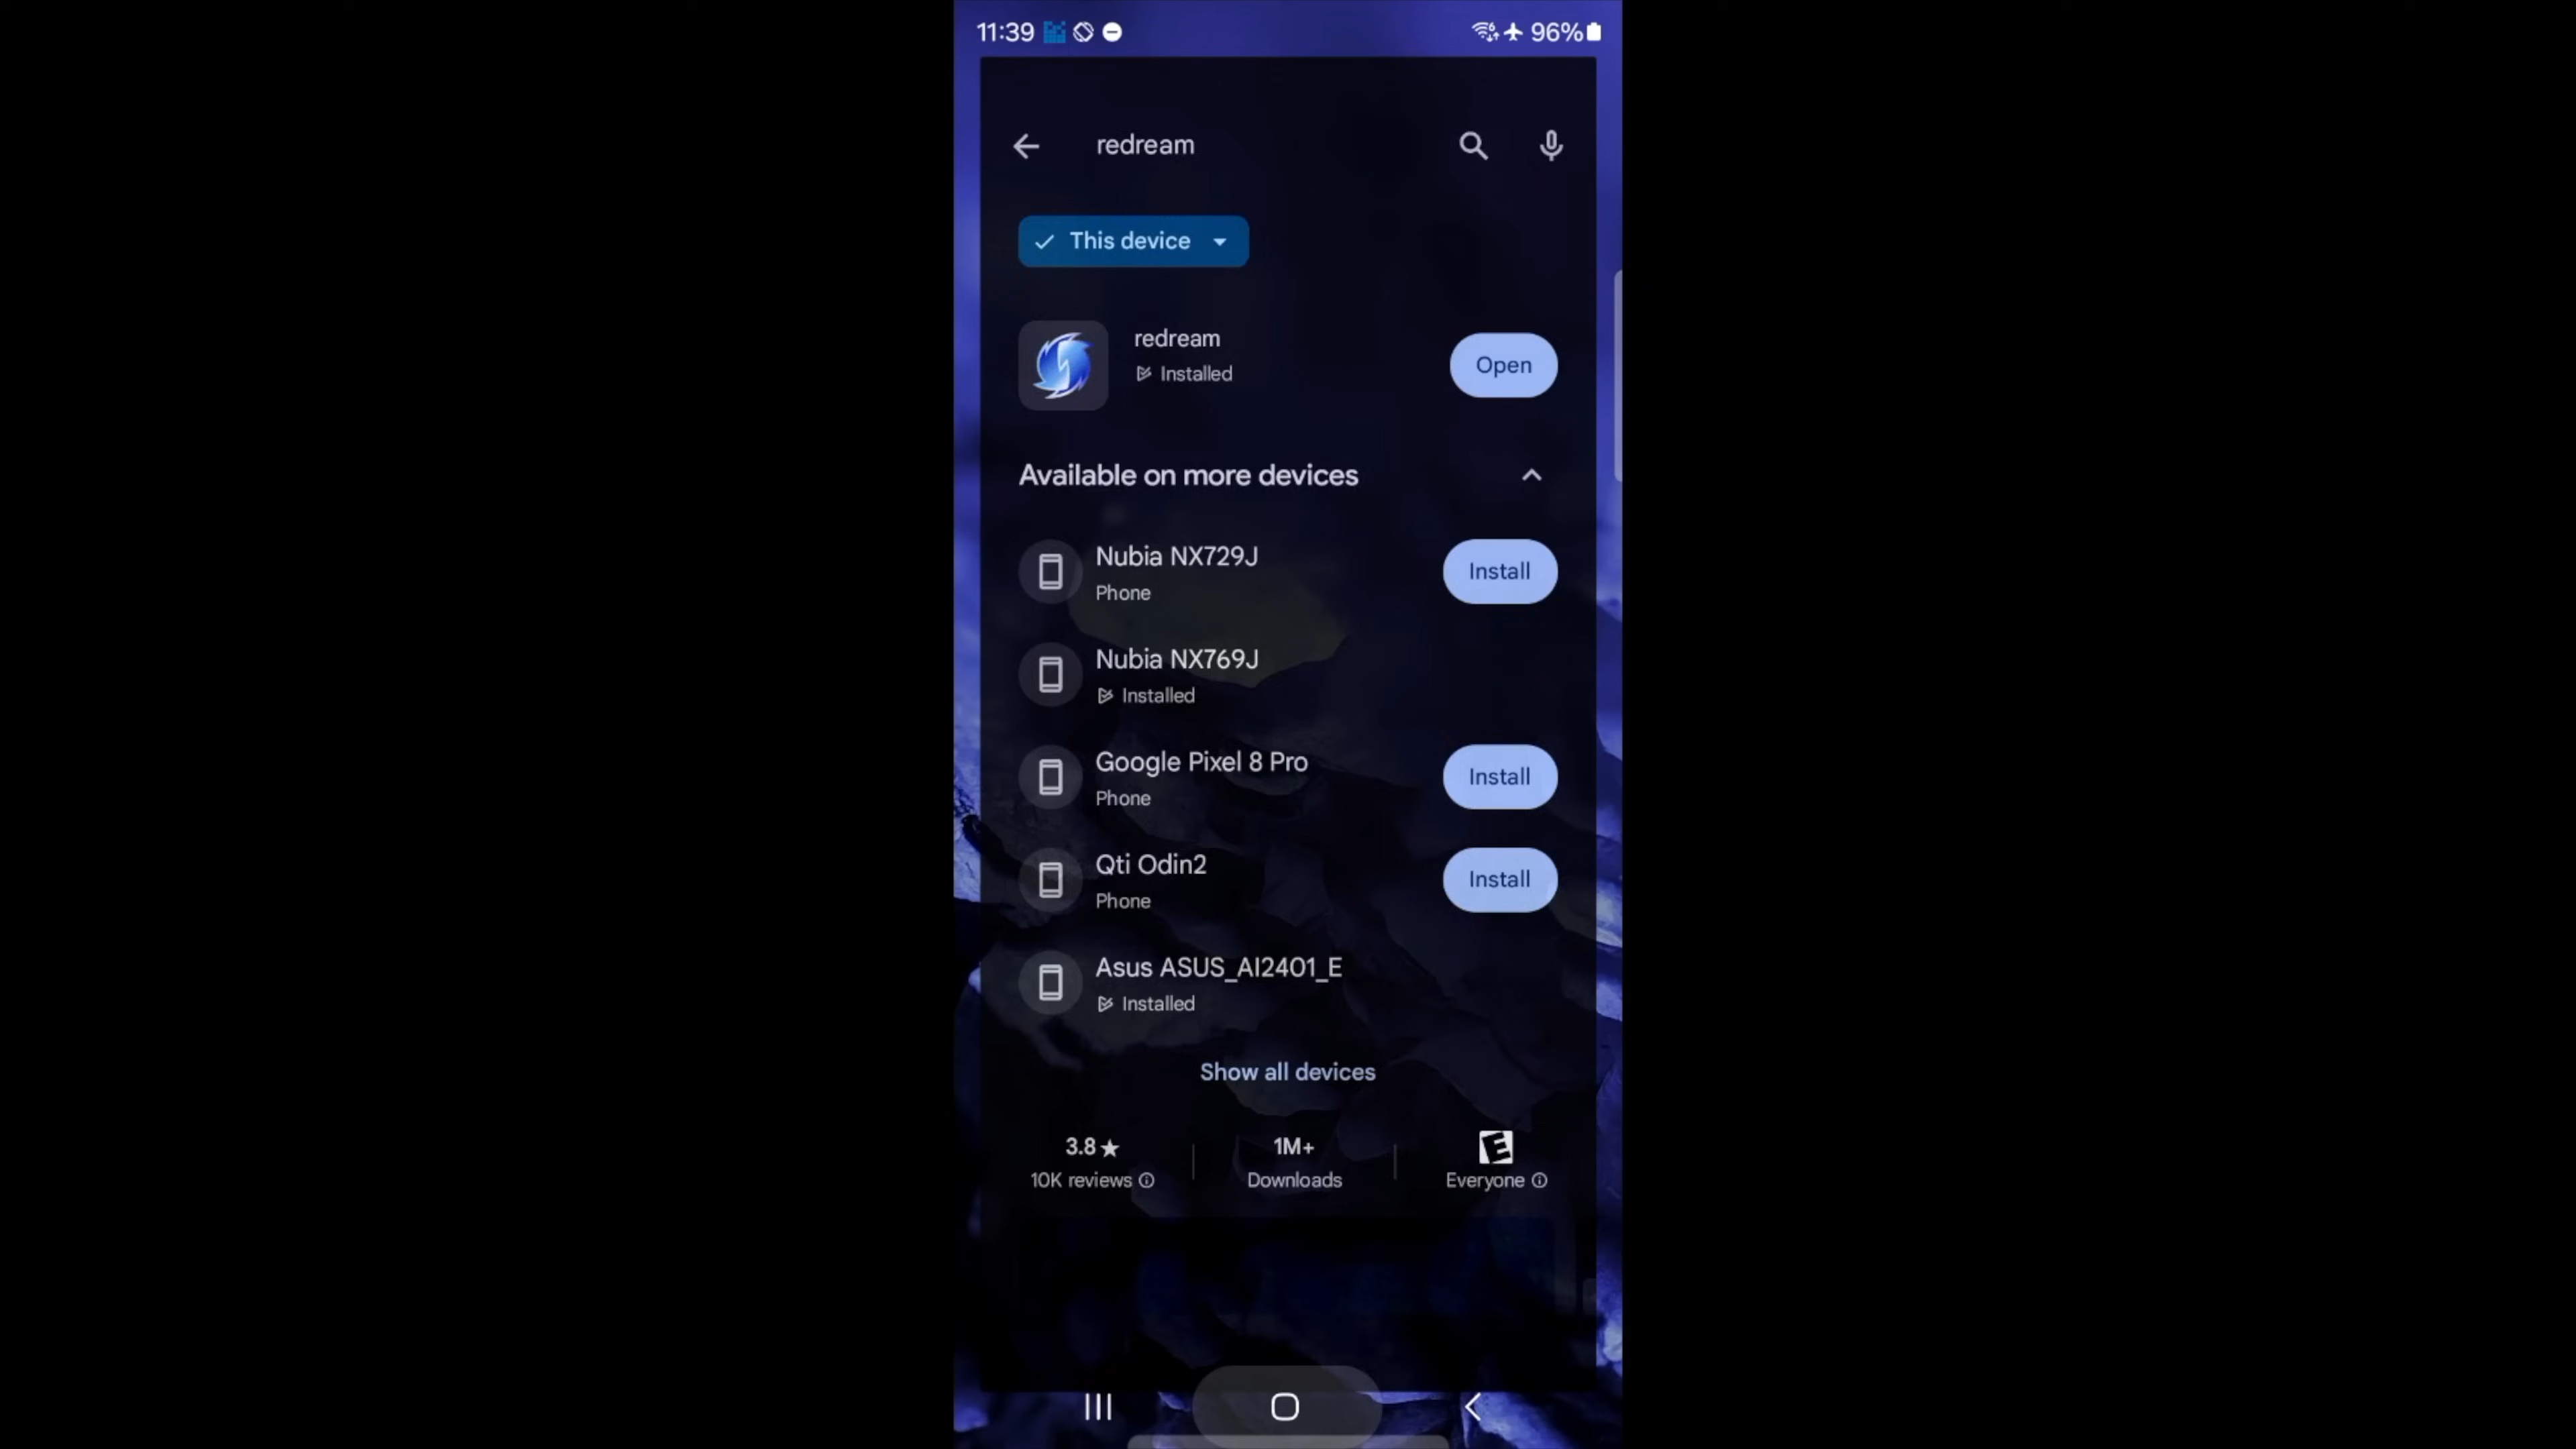 11:39 96%
redream
This device
redream
Installed
Open
Available on more devices
Nubia NX729J
Phone
Install
Nubia NX769J
Installed
Google Pixel 8 Pro
Phone
Install
Qti Odin2
Phone
Install
Asus ASUS_AI2401_E
Installed
Show all devices
3.8★ 1M+ E
10K reviews Downloads Everyone